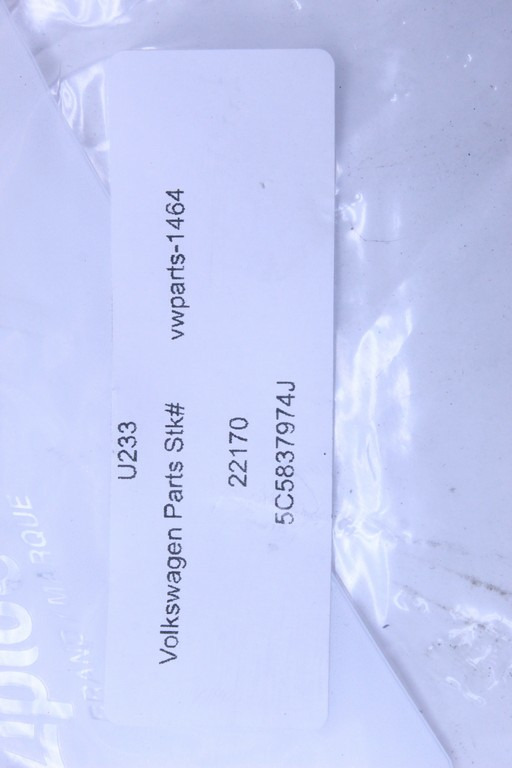 U233
Volkswagen Parts Stk# vwparts-1464
22170
5C5837974J